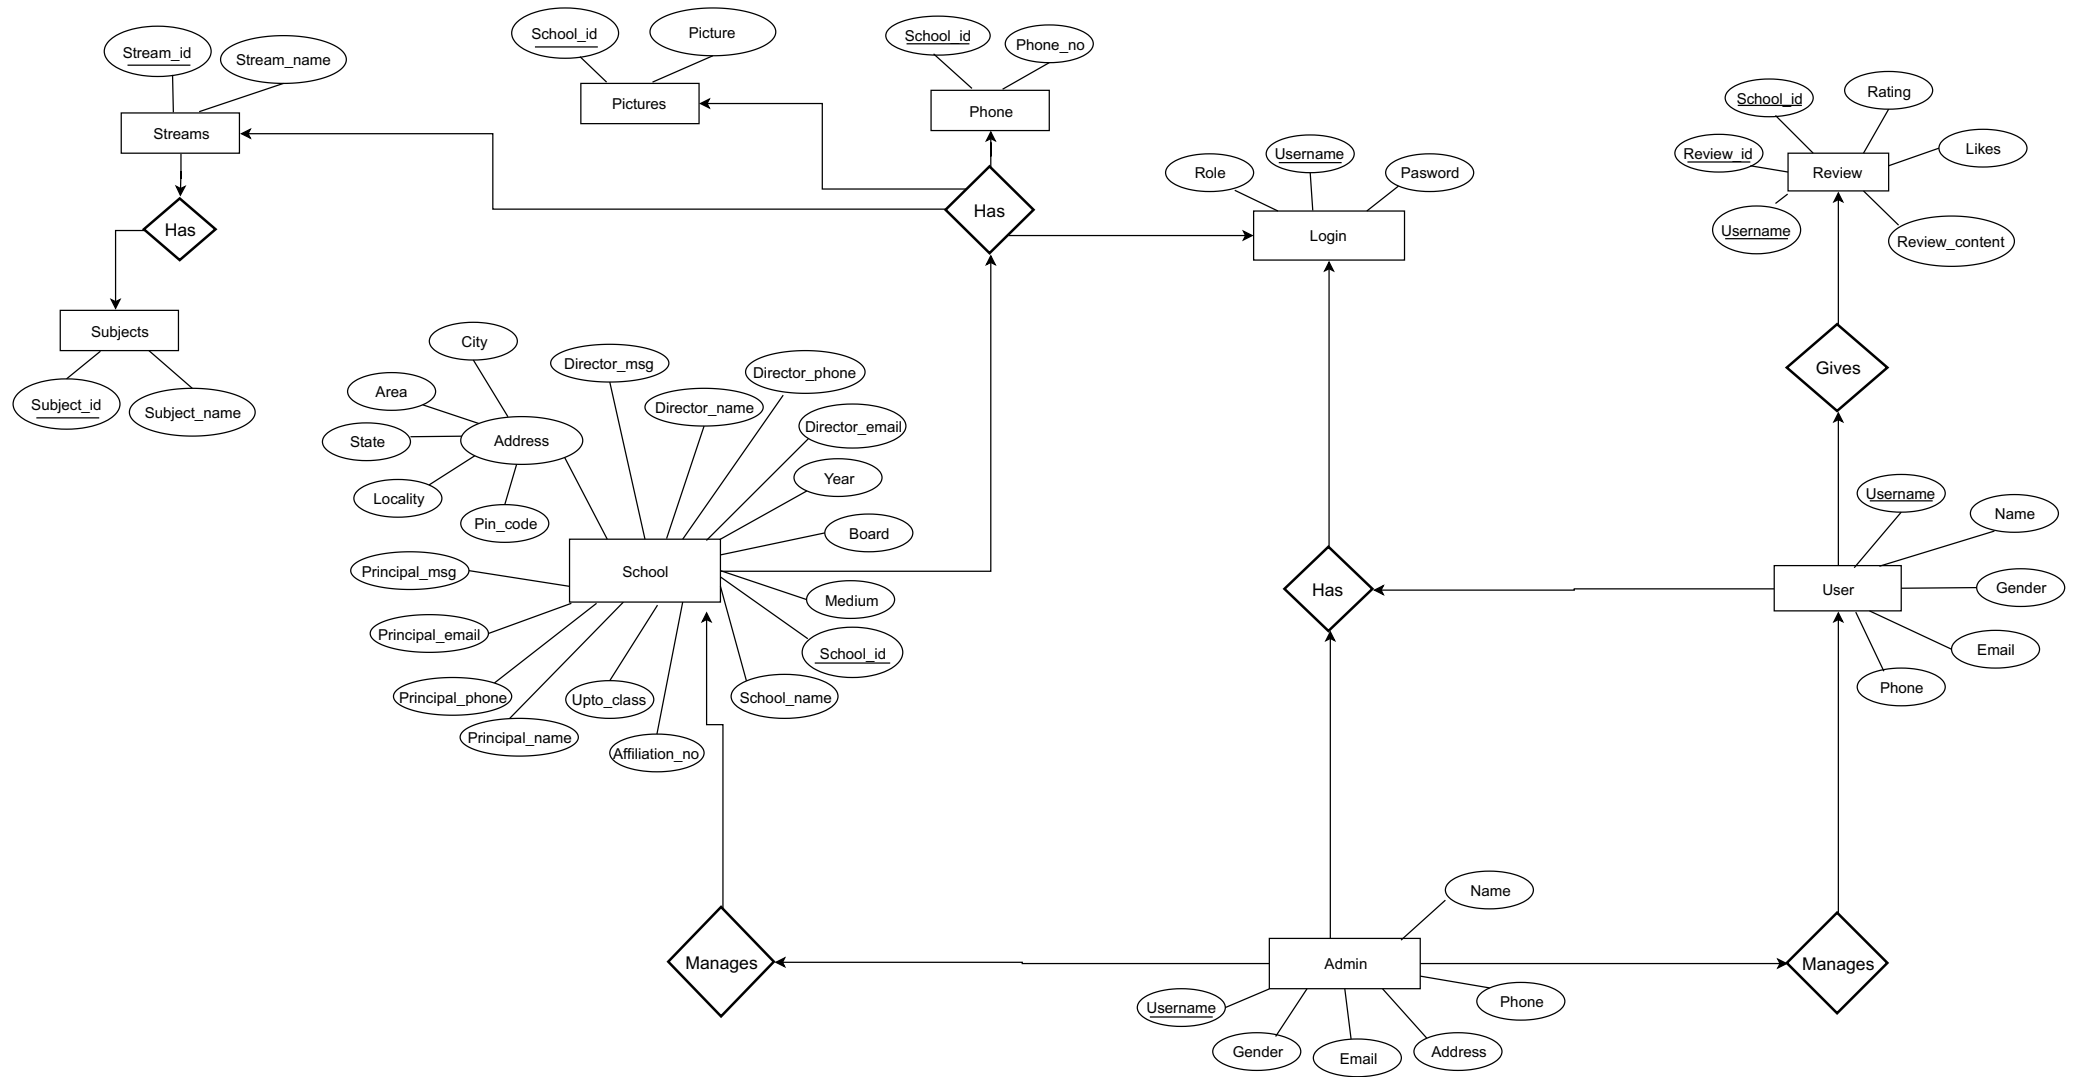 School_id
Picture
School_id
Phone_no
Stream_id
Stream_name
Pictures
Phone
Streams
School_id
Rating
Review_id
Likes
Review
Username
Review_content
Role
Username
Pasword
Login
Has
Has
Subjects
Subject_id
Subject_name
City
Area
State
Address
Locality
Pin_code
Director_msg
Director_name
Director_phone
Director_email
Year
Board
School
Medium
School_id
School_name
Principal_msg
Principal_email
Principal_phone
Principal_name
Upto_class
Affiliation_no
Gives
Username
Name
User
Gender
Email
Phone
Has
Manages
Name
Admin
Manages
Username
Phone
Gender
Email
Address